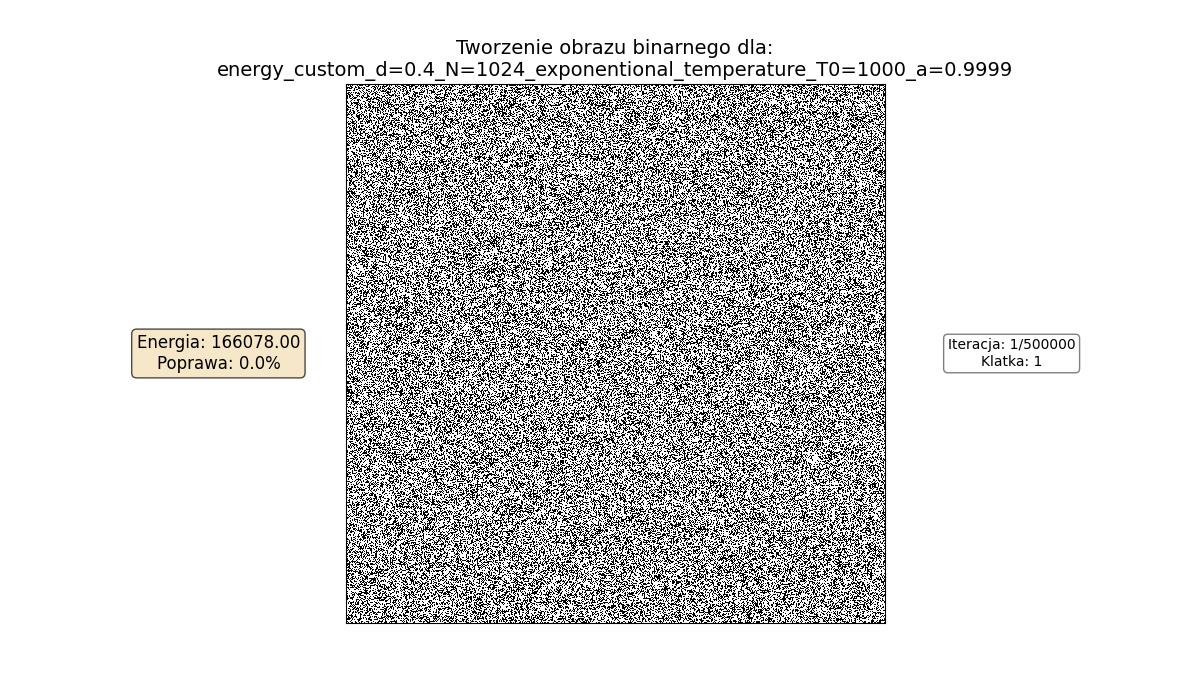 Tworzenie obrazu binarnego dla:
energy_custom_d=0.4_N=1024_exponentional_temperature_T0=1000_a=0.9999
Energia: 166078.00
Poprawa: 0.0%
Iteracja: 1/500000
Klatka: 1